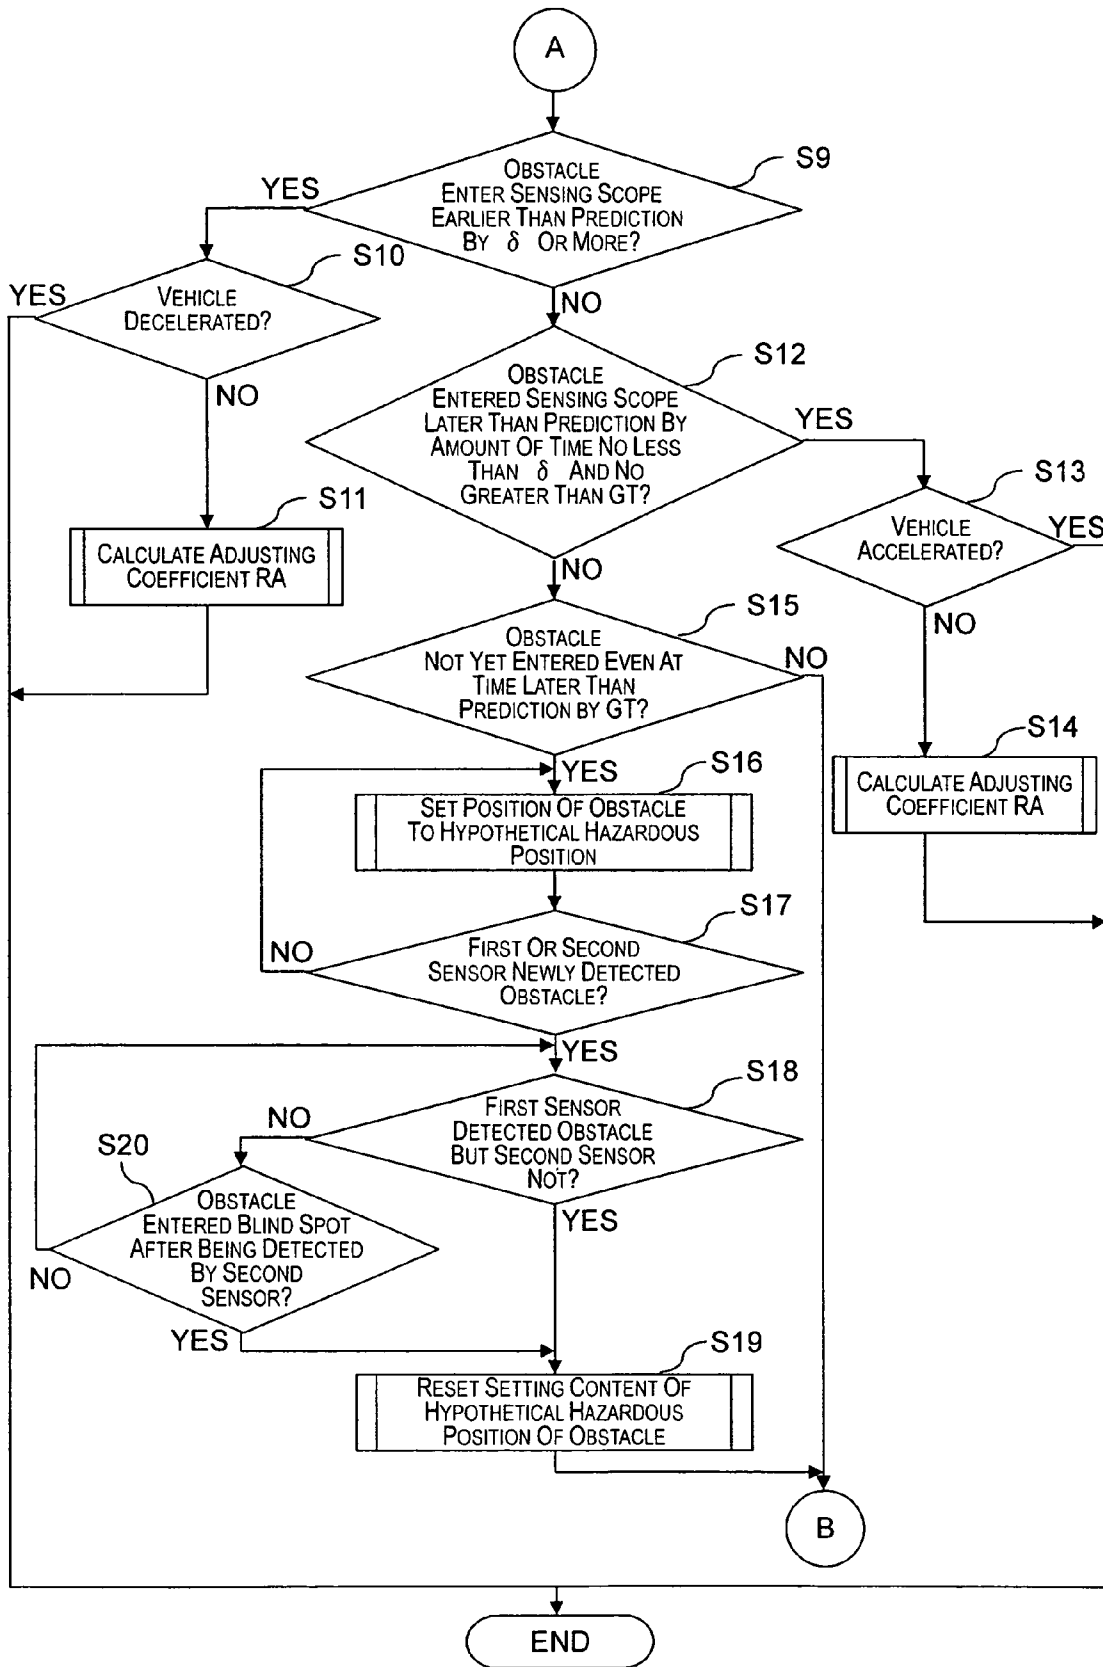 A
S9
OBSTACLE
ENTER SENSING SCOPE
EARLIER THAN PREDICTION
BY δ OR MORE?
YES
NO
S10
VEHICLE
DECELERATED?
YES
NO
S11
CALCULATE ADJUSTING
COEFFICIENT RA
S12
OBSTACLE
ENTERED SENSING SCOPE
LATER THAN PREDICTION BY
AMOUNT OF TIME NO LESS
THAN δ AND NO
GREATER THAN GT?
YES
NO
S13
VEHICLE
ACCELERATED?
YES
NO
S14
CALCULATE ADJUSTING
COEFFICIENT RA
S15
OBSTACLE
NOT YET ENTERED EVEN AT
TIME LATER THAN
PREDICTION BY GT?
NO
YES
S16
SET POSITION OF OBSTACLE
TO HYPOTHETICAL HAZARDOUS
POSITION
S17
FIRST OR SECOND
SENSOR NEWLY DETECTED
OBSTACLE?
NO
YES
S18
FIRST SENSOR
DETECTED OBSTACLE
BUT SECOND SENSOR
NOT?
NO
YES
S20
OBSTACLE
ENTERED BLIND SPOT
AFTER BEING DETECTED
BY SECOND
SENSOR?
NO
YES
S19
RESET SETTING CONTENT OF
HYPOTHETICAL HAZARDOUS
POSITION OF OBSTACLE
B
END